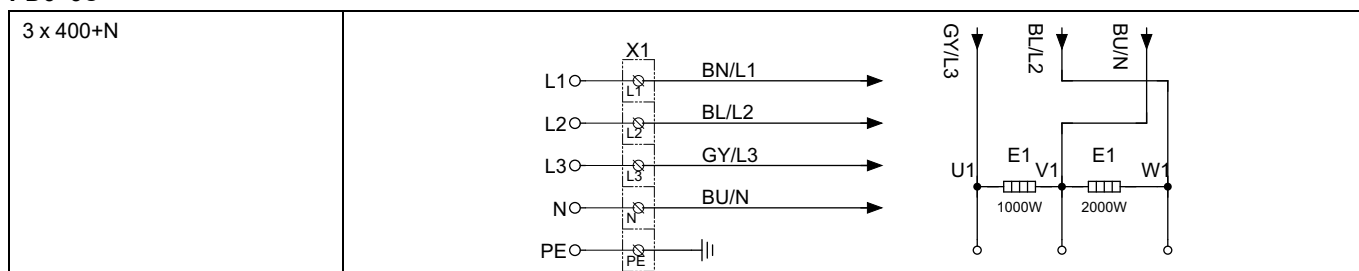 3 x 400+N
X1
L1 L1 BN/L1
L2 L2 BL/L2
L3 L3 GY/L3
N N BU/N
PE PE
GY/L3 BL/L2 BU/N
U1 E1 V1 E1 W1
1000W 2000W